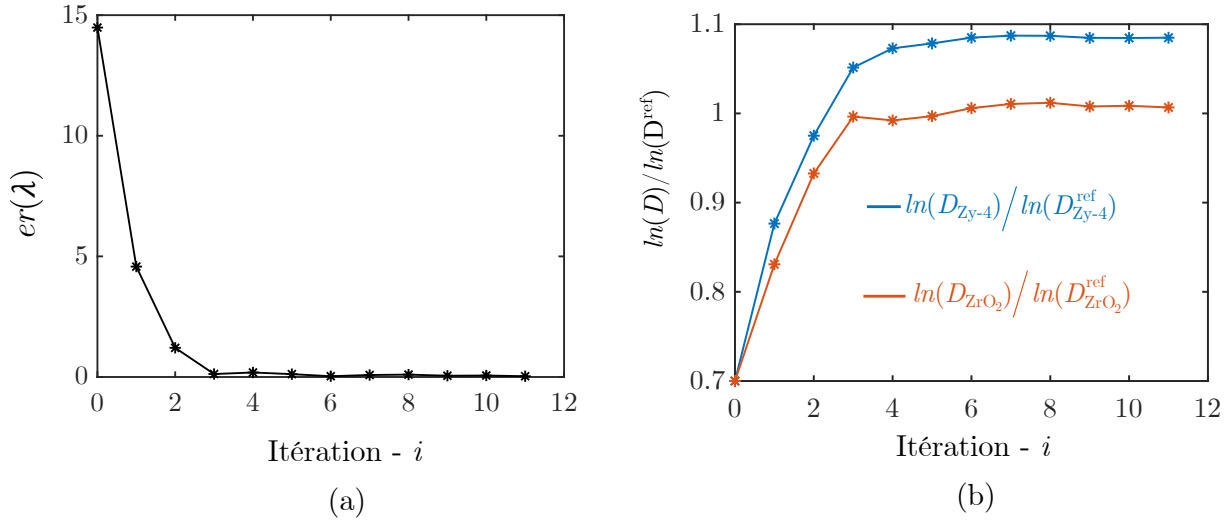 15
10
5
0
er(λ)
0 2 4 6 8 10 12
Itération - i
(a)
1.1
1
0.9
0.8
0.7
ln(D)/ln(D^ref)
ln(D_Zy-4)/ln(D^ref_Zy-4)
ln(D_ZrO₂)/ln(D^ref_ZrO₂)
0 2 4 6 8 10 12
Itération - i
(b)